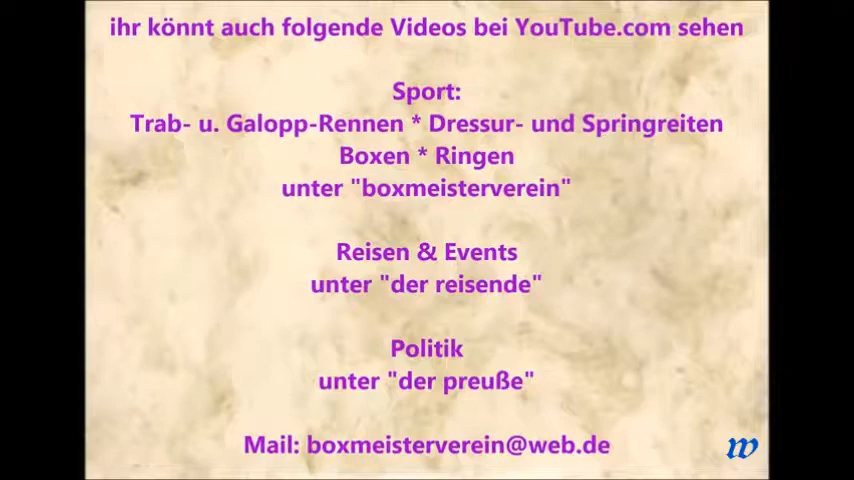 ihr könnt auch folgende Videos bei YouTube.com sehen
Sport:
Trab- u. Galopp-Rennen * Dressur- und Springreiten
Boxen * Ringen
unter "boxmeisterverein"
Reisen & Events
unter "der reisende"
Politik
unter "der preuße"
Mail: boxmeisterverein@web.de
w